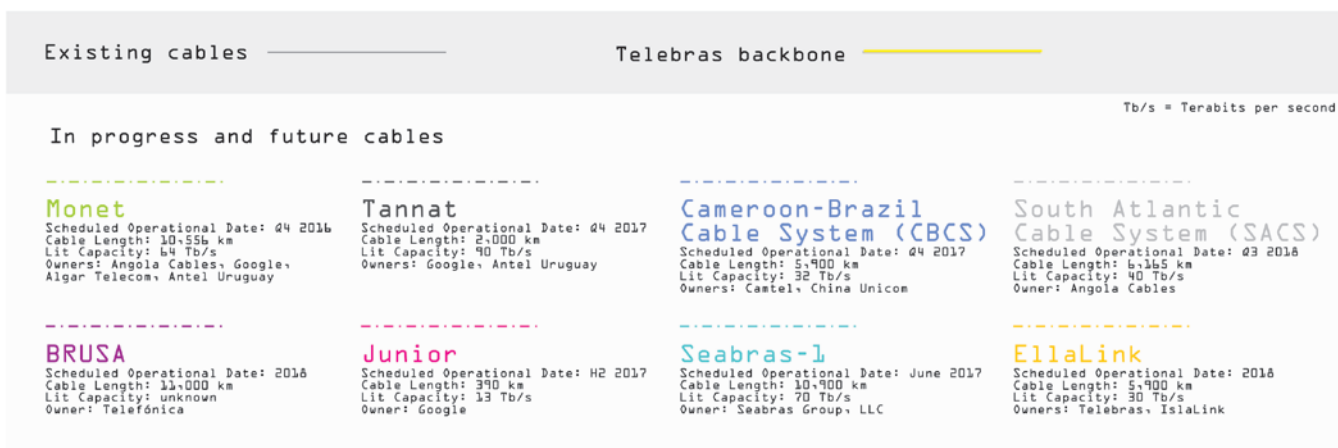 Existing cables
Telebras backbone
Tb/s = Terabits per second
In progress and future cables
Monet
Scheduled Operational Date: Q4 2016
Cable Length: 10,556 km
Lit Capacity: 64 Tb/s
Owners: Angola Cables, Google,
Algar Telecom, Antel Uruguay
Tannat
Scheduled Operational Date: Q4 2017
Cable Length: 2,000 km
Lit Capacity: 90 Tb/s
Owners: Google, Antel Uruguay
Cameroon-Brazil
Cable System (CBCS)
Scheduled Operational Date: Q4 2017
Cable Length: 5,900 km
Lit Capacity: 32 Tb/s
Owners: Camtel, China Unicom
South Atlantic
Cable System (SACS)
Scheduled Operational Date: Q3 2018
Cable Length: 6,165 km
Lit Capacity: 40 Tb/s
Owner: Angola Cables
BRUSA
Scheduled Operational Date: 2018
Cable Length: 11,000 km
Lit Capacity: unknown
Owner: Telefónica
Junior
Scheduled Operational Date: H2 2017
Cable Length: 390 km
Lit Capacity: 13 Tb/s
Owner: Google
Seabras-1
Scheduled Operational Date: June 2017
Cable Length: 10,900 km
Lit Capacity: 70 Tb/s
Owner: Seabras Group, LLC
EllaLink
Scheduled Operational Date: 2018
Cable Length: 5,900 km
Lit Capacity: 30 Tb/s
Owners: Telebras, IslaLink